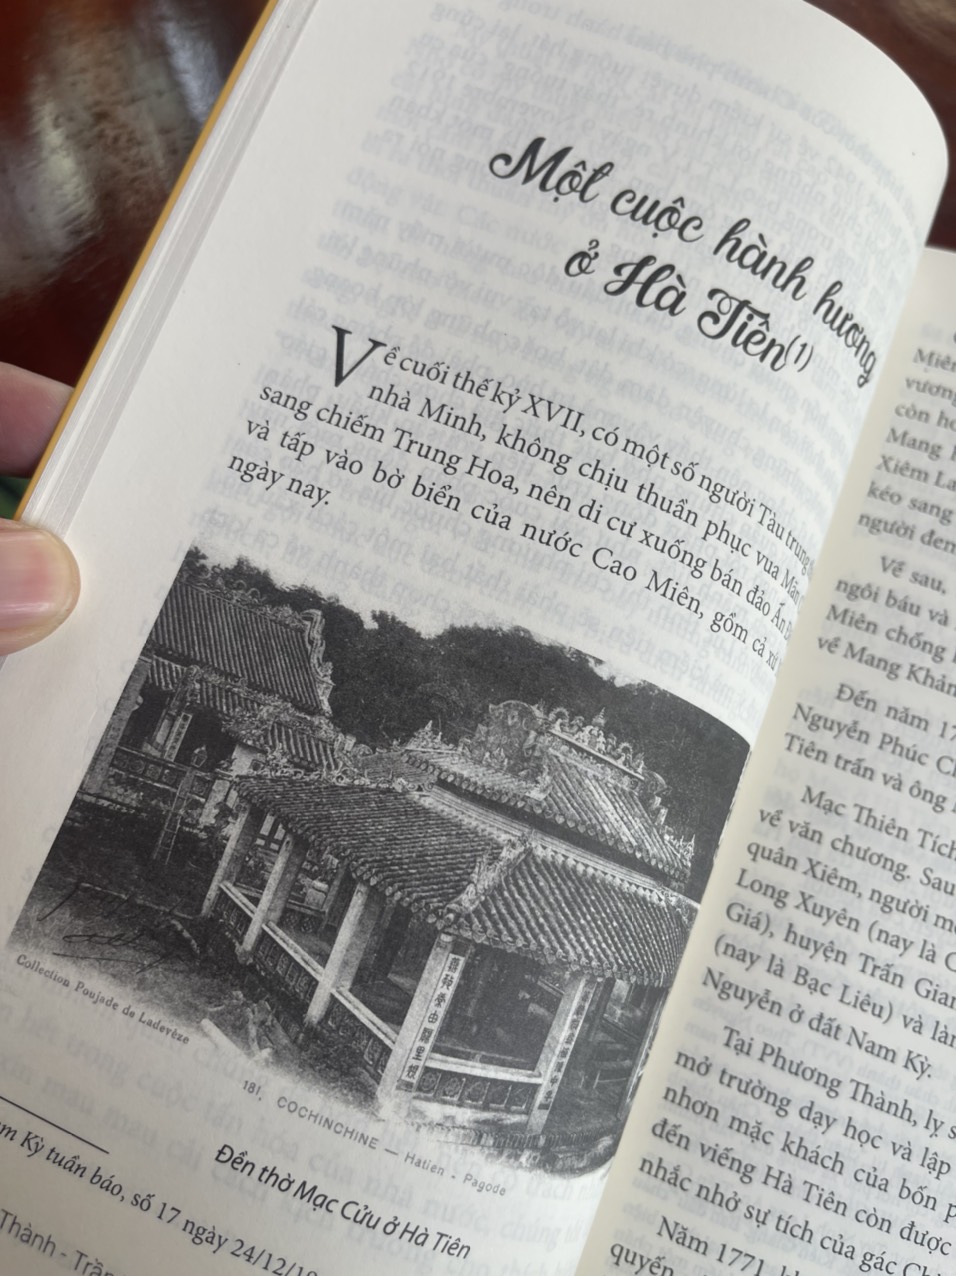 Một cuộc hành hương
ở Hà Tiên(1)
Về cuối thế kỷ XVII, có một số người Tàu trung
nhà Minh, không chịu thuần phục vua Mãn
sang chiếm Trung Hoa, nên di cư xuống bán đảo Ấn
và tấp vào bờ biển của nước Cao Miên, gồm cả xứ
ngày nay.
Collection Poujade de Ladevèze
181, COCHINCHINE — Hatien - Pagode
Đền thờ Mạc Cửu ở Hà Tiên
Kỳ tuần báo, số 17 ngày 24/12/19
Thành - Trần
Miên
vương
còn
Mang
Xiêm La
kéo sang
người đem
Về sau,
ngôi báu và
Miên chống
về Mang Khảm
Đến năm 17
Nguyễn Phúc
Tiên trấn và ông
Mạc Thiên Tích
về văn chương. Sau
quân Xiêm, người
Long Xuyên (nay là
Giá), huyện Trấn Giang
(nay là Bạc Liêu) và
Nguyễn ở đất Nam Kỳ.
Tại Phương Thành, lỵ
mở trường dạy học và lập
nhơn mặc khách của bốn
đến viếng Hà Tiên còn được
nhắc nhở sự tích của gác
Năm 1771,
quyến